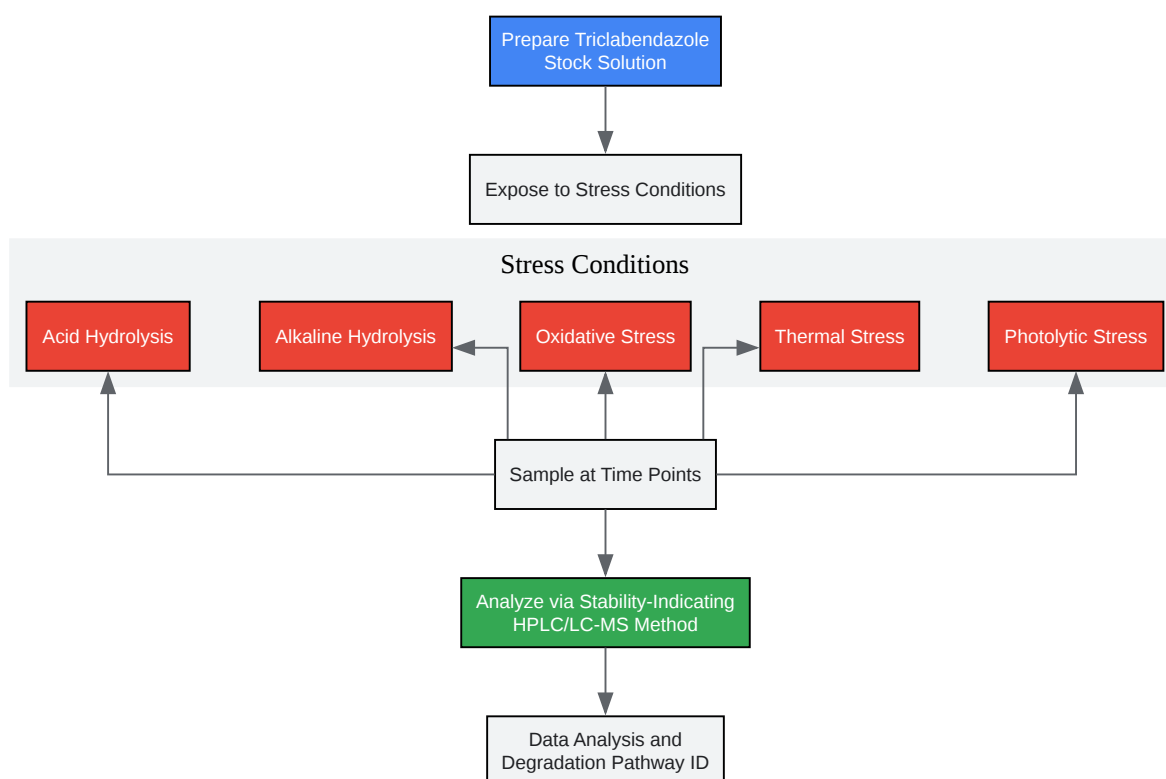 Prepare Triclabendazole
Stock Solution
Expose to Stress Conditions
Stress Conditions
Acid Hydrolysis
Alkaline Hydrolysis
Oxidative Stress
Thermal Stress
Photolytic Stress
Sample at Time Points
Analyze via Stability-Indicating
HPLC/LC-MS Method
Data Analysis and
Degradation Pathway ID